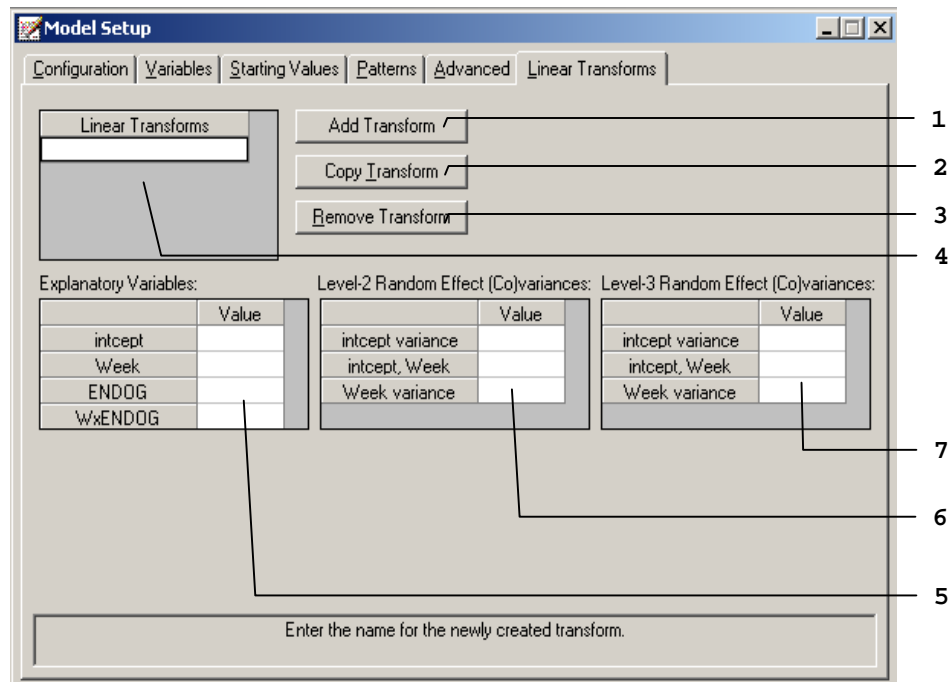 Model Setup
Configuration Variables Starting Values Patterns Advanced Linear Transforms
Linear Transforms
Add Transform
1
Copy Transform
2
Remove Transform
3
4
Explanatory Variables:
Value
intcept
Week
ENDOG
WxENDOG
Level-2 Random Effect (Co)variances:
Value
intcept variance
intcept, Week
Week variance
Level-3 Random Effect (Co)variances:
Value
intcept variance
intcept, Week
Week variance
7
6
5
Enter the name for the newly created transform.